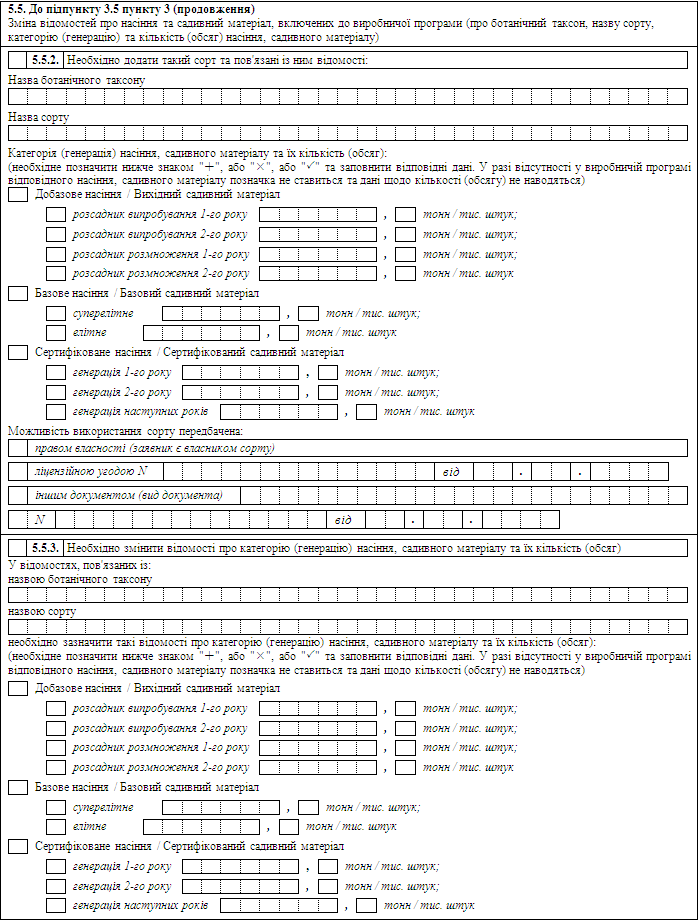 5.5. До підпункту 3.5 пункту 3 (продовження)
Зміна відомостей про насіння та садивний матеріал, включених до виробничої програми (про ботанічний таксон, назву сорту,
категорію (генерацію) та кількість (обсяг) насіння, садивного матеріалу)
5.5.2. Необхідно додати такий сорт та пов'язані із ним відомості:
Назва ботанічного таксону
Назва сорту
Категорія (генерація) насіння, садивного матеріалу та їх кількість (обсяг):
(необхідне позначити нижче знаком "+", або "×", або "✓" та заповнити відповідні дані. У разі відсутності у виробничій програмі
відповідного насіння, садивного матеріалу позначка не ставиться та дані щодо кількості (обсягу) не наводяться)
Добазове насіння / Вихідний садивний матеріал
розсадник випробування 1-го року , тонн / тис. штук;
розсадник випробування 2-го року , тонн / тис. штук;
розсадник розмноження 1-го року , тонн / тис. штук;
розсадник розмноження 2-го року , тонн / тис. штук
Базове насіння / Базовий садивний матеріал
суперелітне , тонн / тис. штук;
елітне , тонн / тис. штук
Сертифіковане насіння / Сертифікований садивний матеріал
генерація 1-го року , тонн / тис. штук;
генерація 2-го року , тонн / тис. штук;
генерація наступних років , тонн / тис. штук
Можливість використання сорту передбачена:
правом власності (заявник є власником сорту)
ліцензійною угодою N від . .
іншим документом (вид документа)
N від . .
5.5.3. Необхідно змінити відомості про категорію (генерацію) насіння, садивного матеріалу та їх кількість (обсяг)
У відомостях, пов'язаних із:
назвою ботанічного таксону
назвою сорту
необхідно зазначити такі відомості про категорію (генерацію) насіння, садивного матеріалу та їх кількість (обсяг):
(необхідне позначити нижче знаком "+", або "×", або "✓" та заповнити відповідні дані. У разі відсутності у виробничій програмі
відповідного насіння, садивного матеріалу позначка не ставиться та дані щодо кількості (обсягу) не наводяться)
Добазове насіння / Вихідний садивний матеріал
розсадник випробування 1-го року , тонн / тис. штук;
розсадник випробування 2-го року , тонн / тис. штук;
розсадник розмноження 1-го року , тонн / тис. штук;
розсадник розмноження 2-го року , тонн / тис. штук
Базове насіння / Базовий садивний матеріал
суперелітне , тонн / тис. штук;
елітне , тонн / тис. штук
Сертифіковане насіння / Сертифікований садивний матеріал
генерація 1-го року , тонн / тис. штук;
генерація 2-го року , тонн / тис. штук;
генерація наступних років , тонн / тис. штук